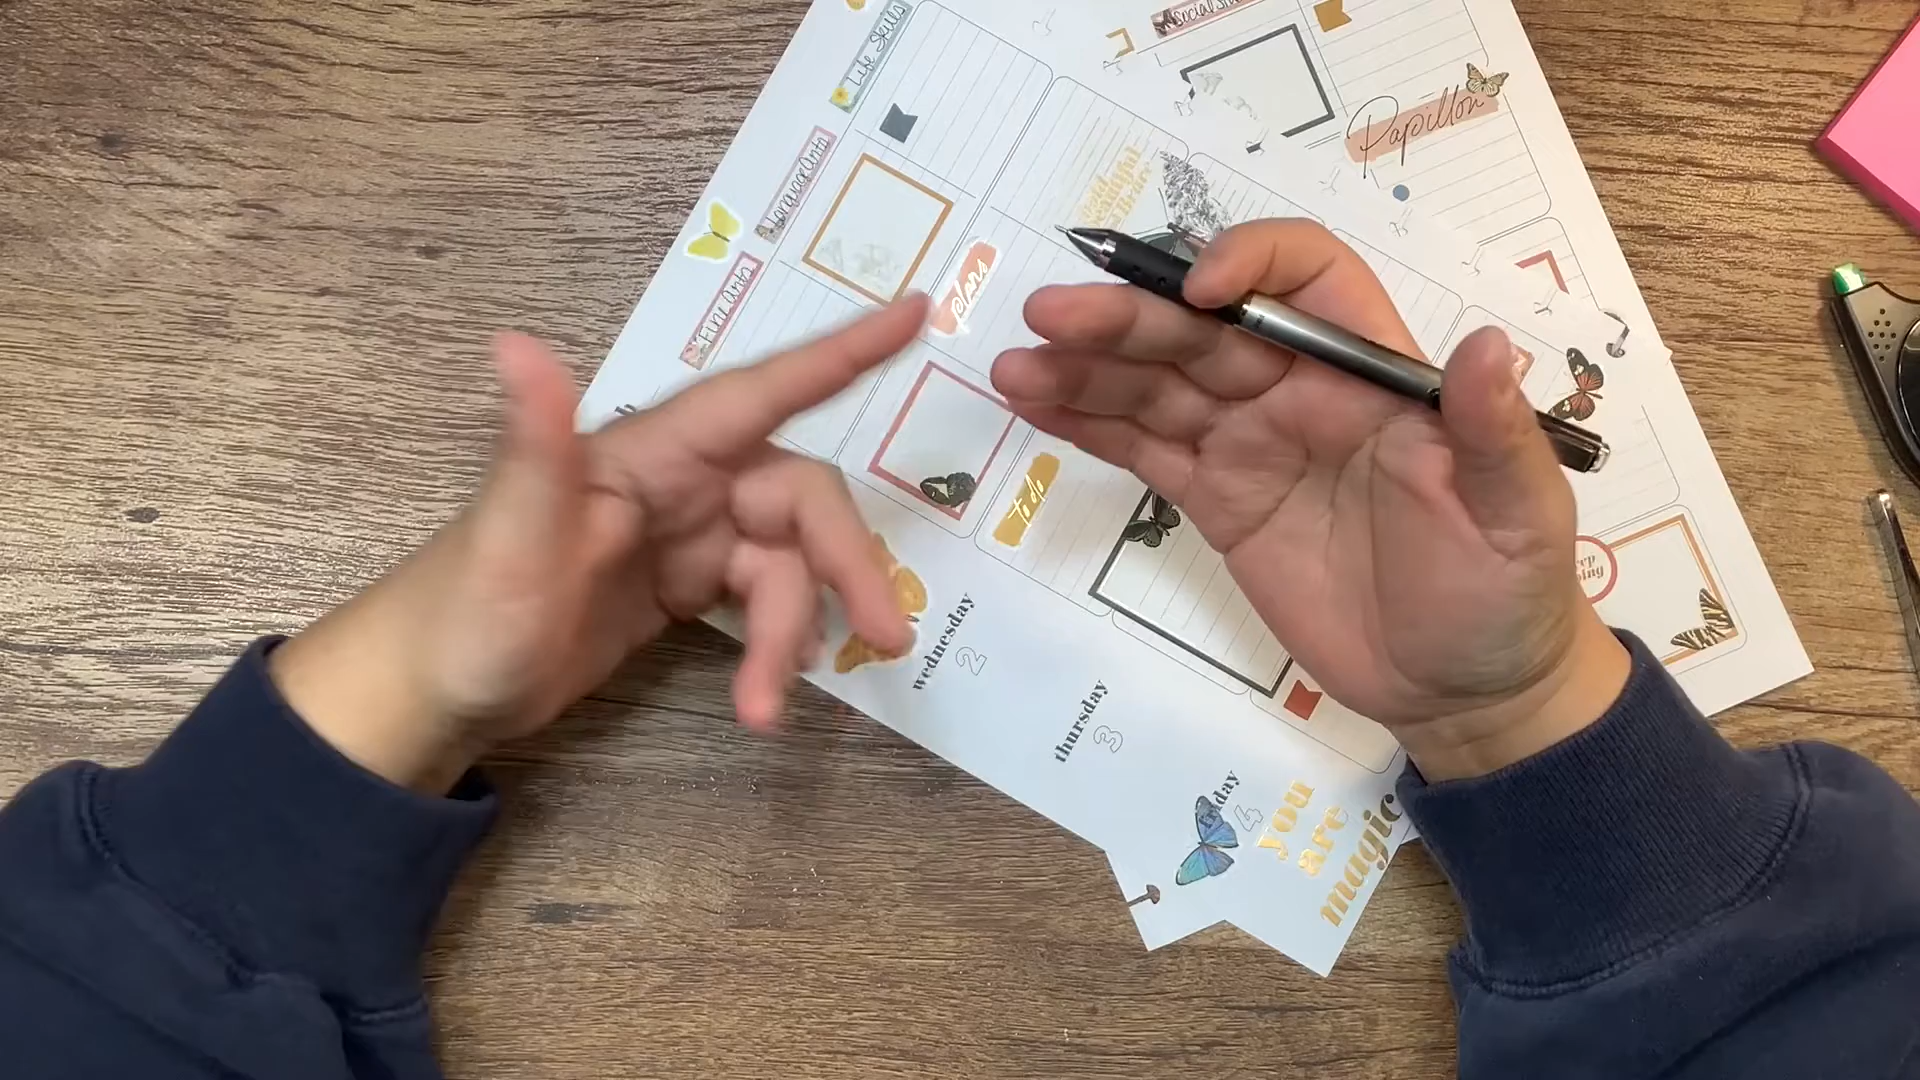 Life Skills
Language Arts
Fine Arts
Social
Papillon
plans
to do
wednesday
2
thursday
3
friday
4
you
are
magic